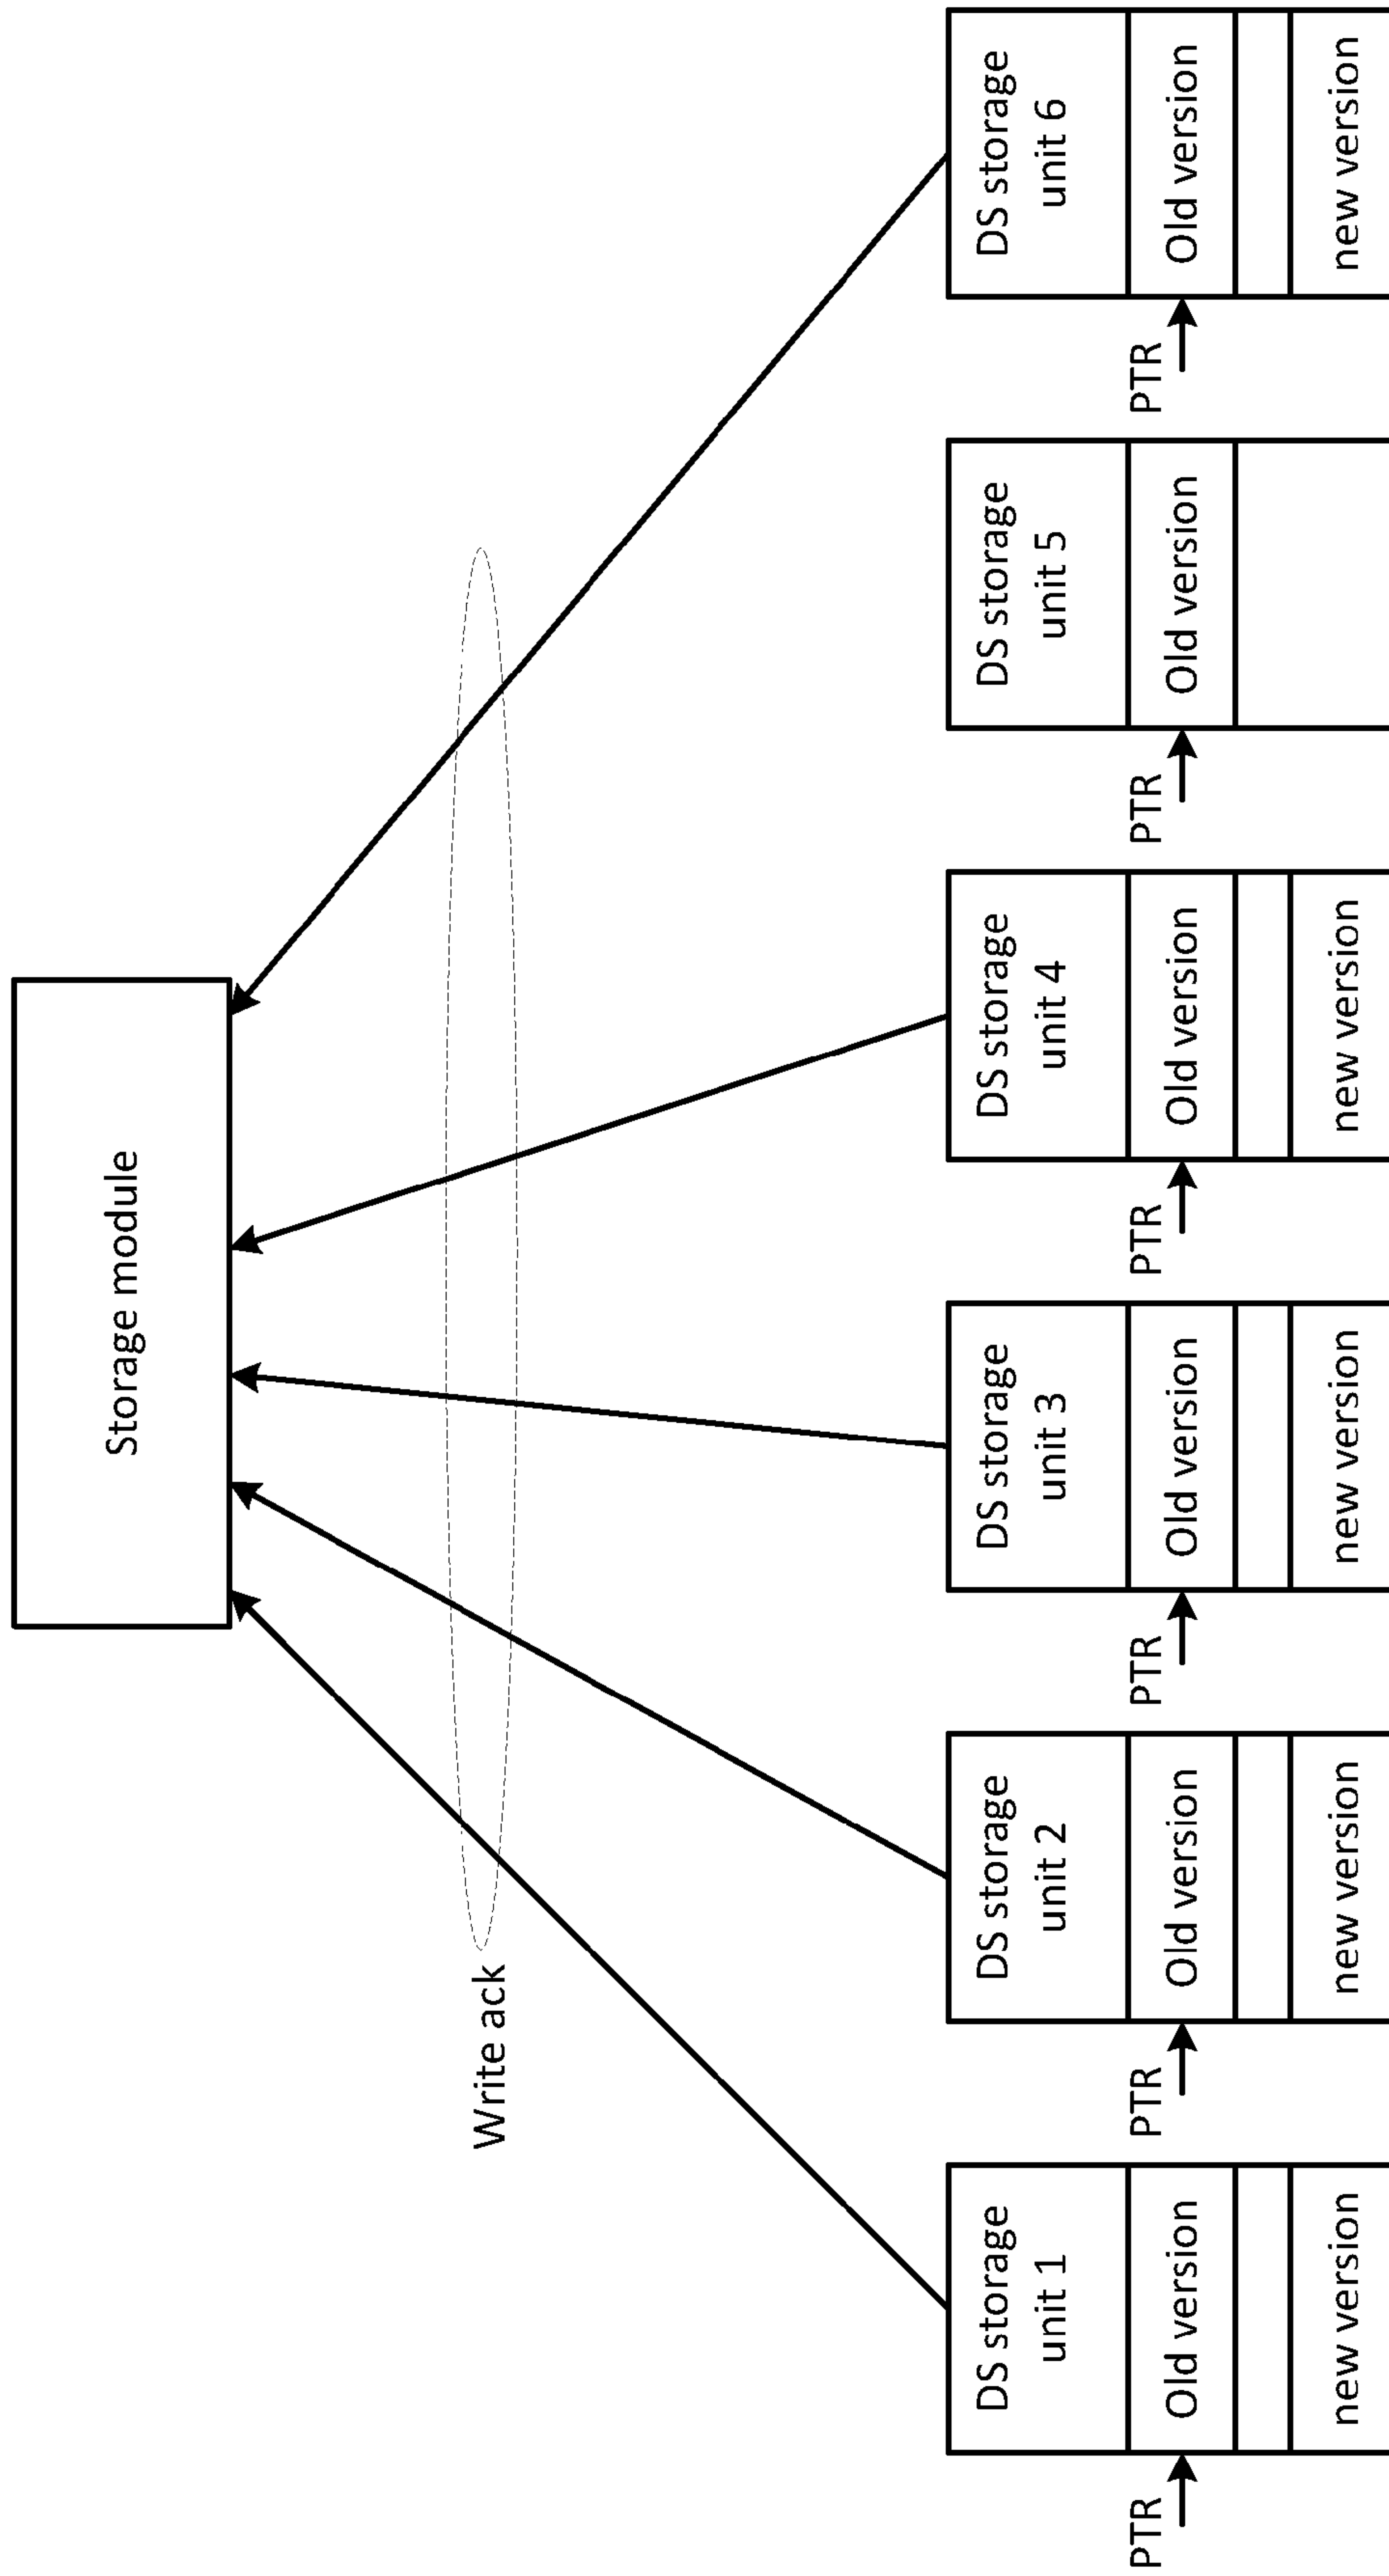 Storage module
Write ack
DS storage
unit 1
PTR
Old version
new version
DS storage
unit 2
PTR
Old version
new version
DS storage
unit 3
PTR
Old version
new version
DS storage
unit 4
PTR
Old version
new version
DS storage
unit 5
PTR
Old version
DS storage
unit 6
PTR
Old version
new version